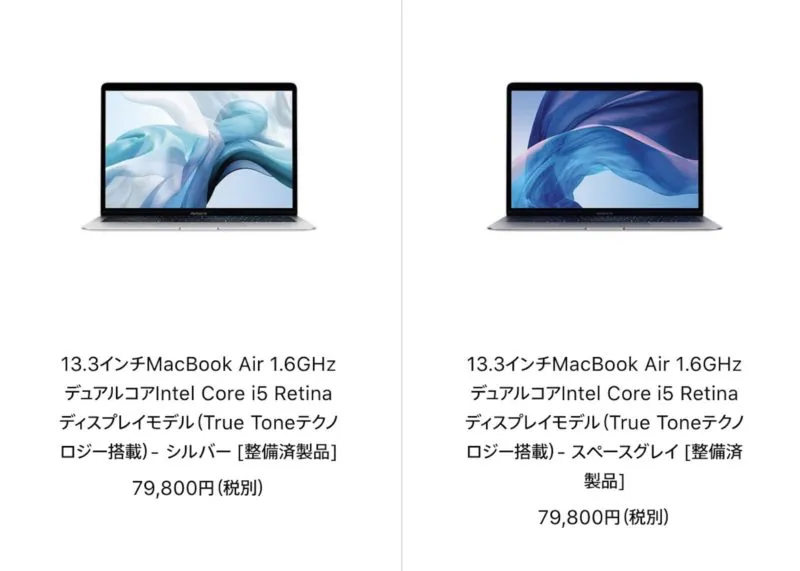 13.3インチMacBook Air 1.6GHz
デュアルコアIntel Core i5 Retina
ディスプレイモデル(True Toneテクノ
ロジー搭載) - シルバー [整備済製品]
79,800円(税別)
13.3インチMacBook Air 1.6GHz
デュアルコアIntel Core i5 Retina
ディスプレイモデル(True Toneテクノ
ロジー搭載) - スペースグレイ [整備済
製品]
79,800円(税別)